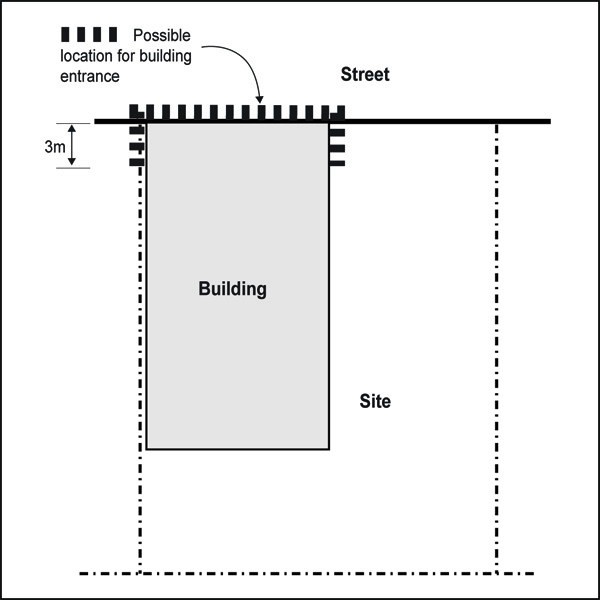 Possible
location for building
entrance
Street
3m
Building
Site